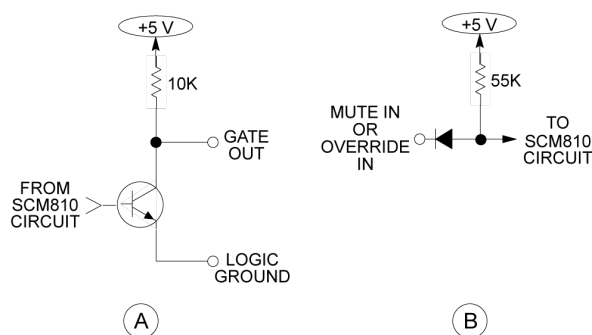 +5 V
10K
GATE
OUT
FROM
SCM810
CIRCUIT
LOGIC
GROUND
A
+5 V
55K
MUTE IN
OR
OVERRIDE
IN
TO
SCM810
CIRCUIT
B